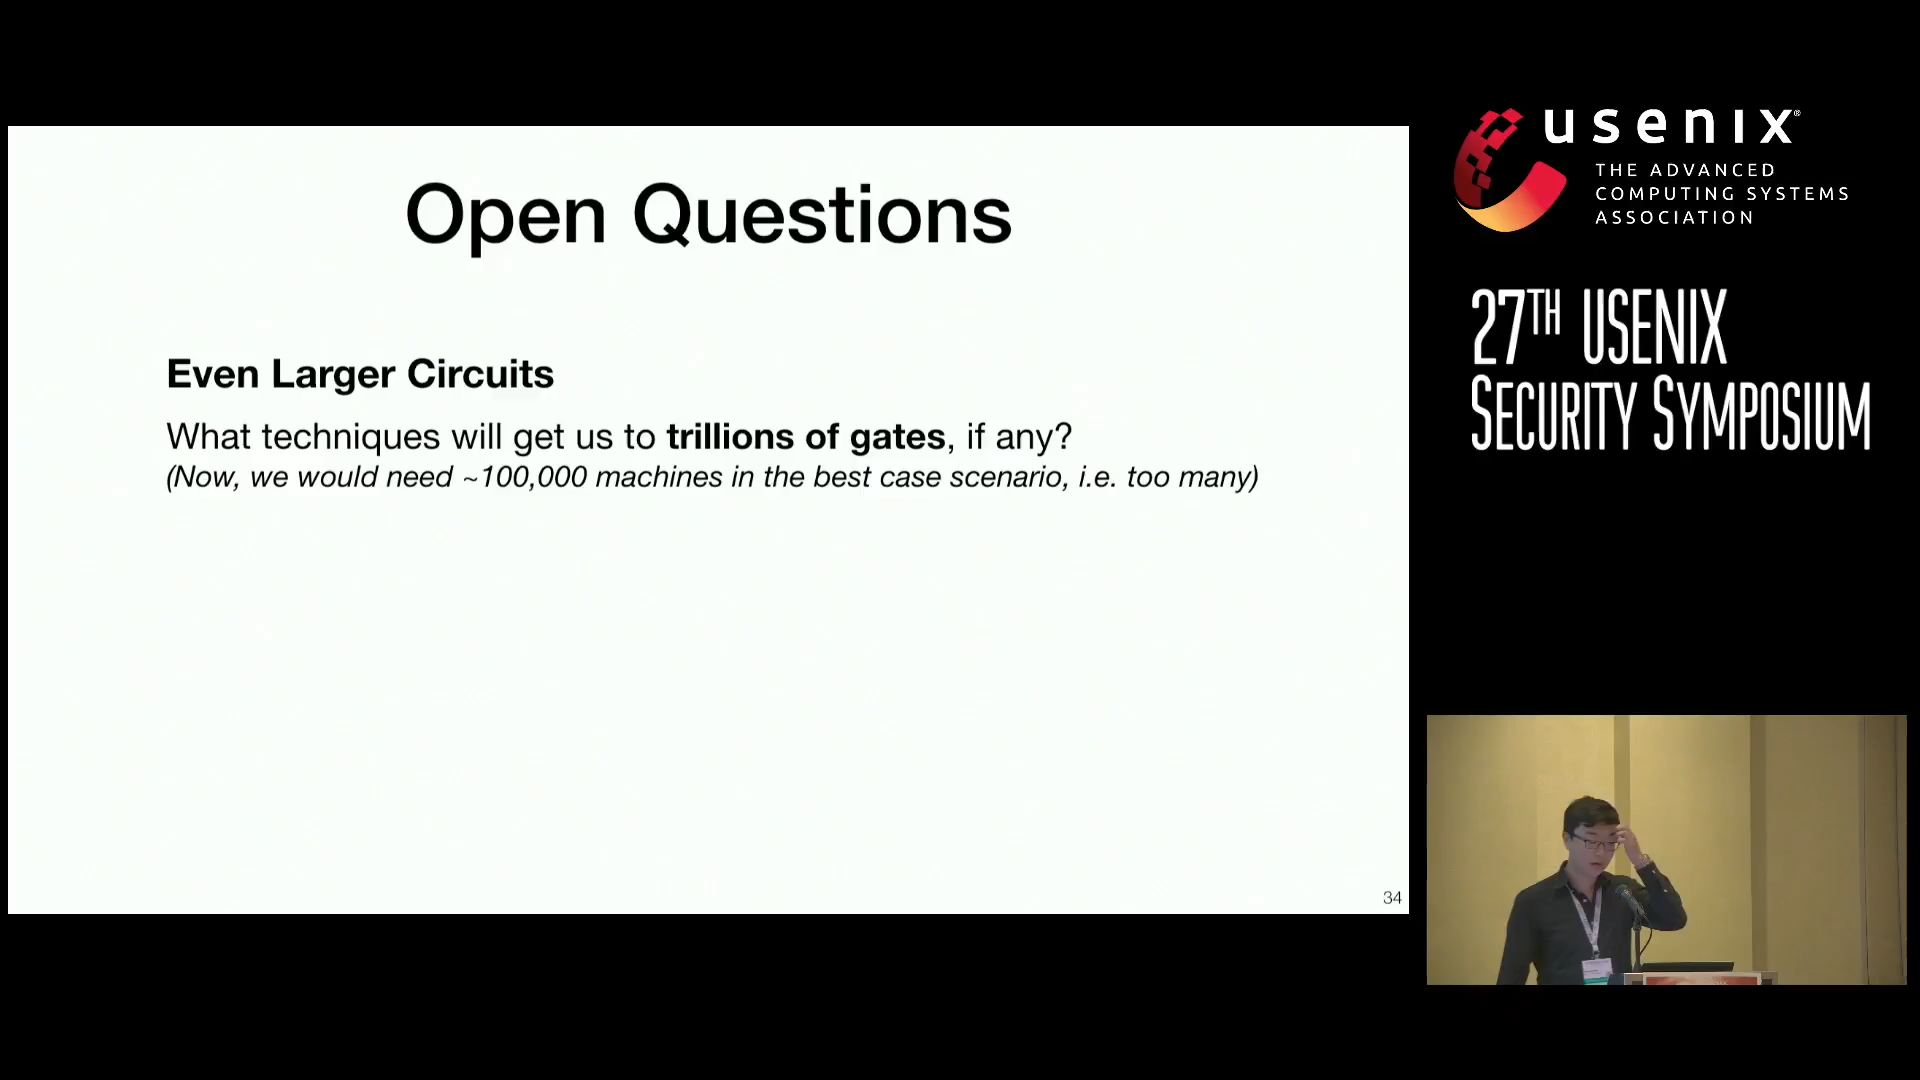 Open Questions
Even Larger Circuits
What techniques will get us to trillions of gates, if any?
(Now, we would need ~100,000 machines in the best case scenario, i.e. too many)
34
usenix®
THE ADVANCED
COMPUTING SYSTEMS
ASSOCIATION
27TH USENIX
SECURITY SYMPOSIUM